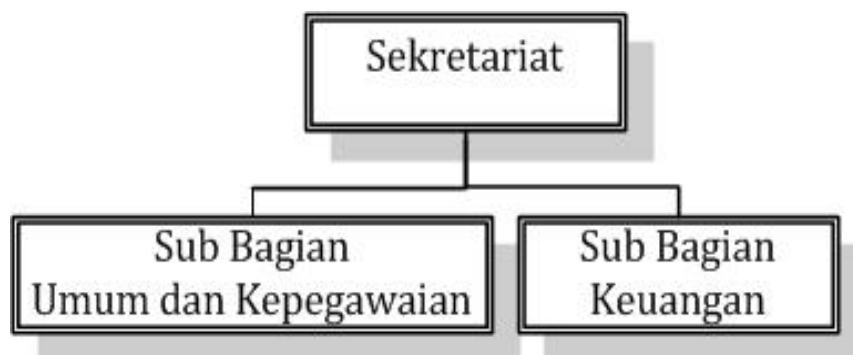 Sekretariat
Sub Bagian
Umum dan Kepegawaian
Sub Bagian
Keuangan